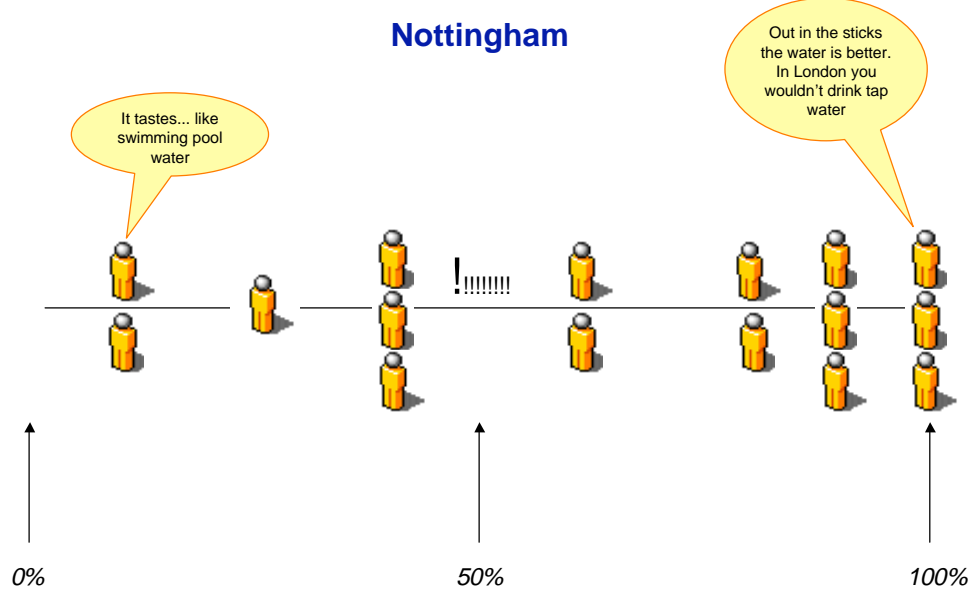 Nottingham
Out in the sticks
the water is better.
In London you
wouldn't drink tap
water
It tastes... like
swimming pool
water
!!!!!!!!!
0%
50%
100%